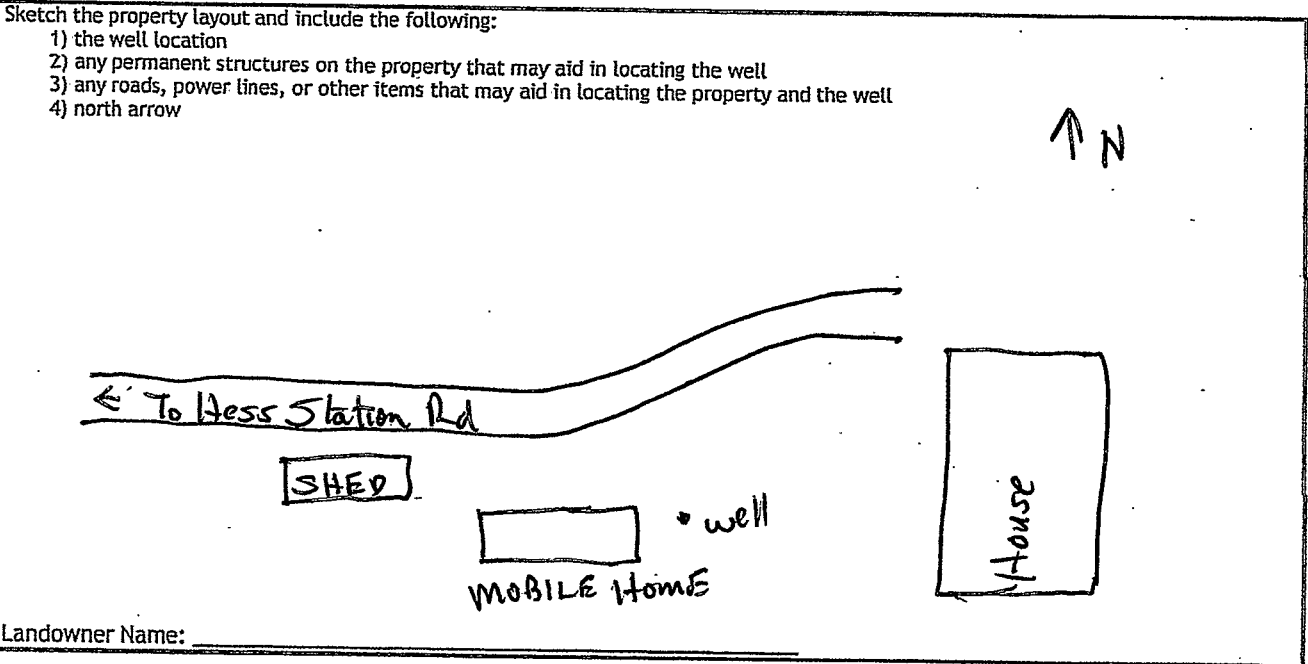 Sketch the property layout and include the following:
1) the well location
2) any permanent structures on the property that may aid in locating the well
3) any roads, power lines, or other items that may aid in locating the property and the well
4) north arrow
↑ N
← To Hess Station Rd
SHED
• well
House
MOBILE HOME
Landowner Name: